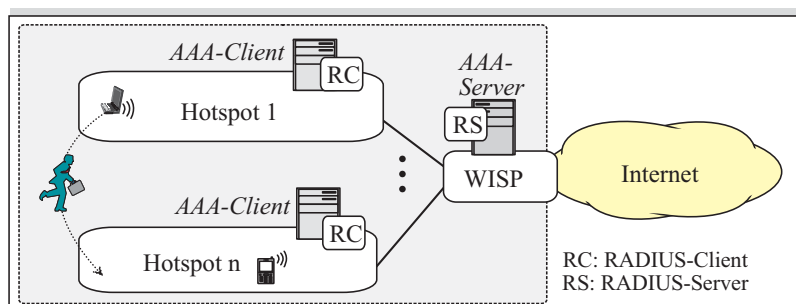 AAA-Client
RC
Hotspot 1
AAA-
Server
RS
WISP
Internet
AAA-Client
RC
Hotspot n
RC: RADIUS-Client
RS: RADIUS-Server